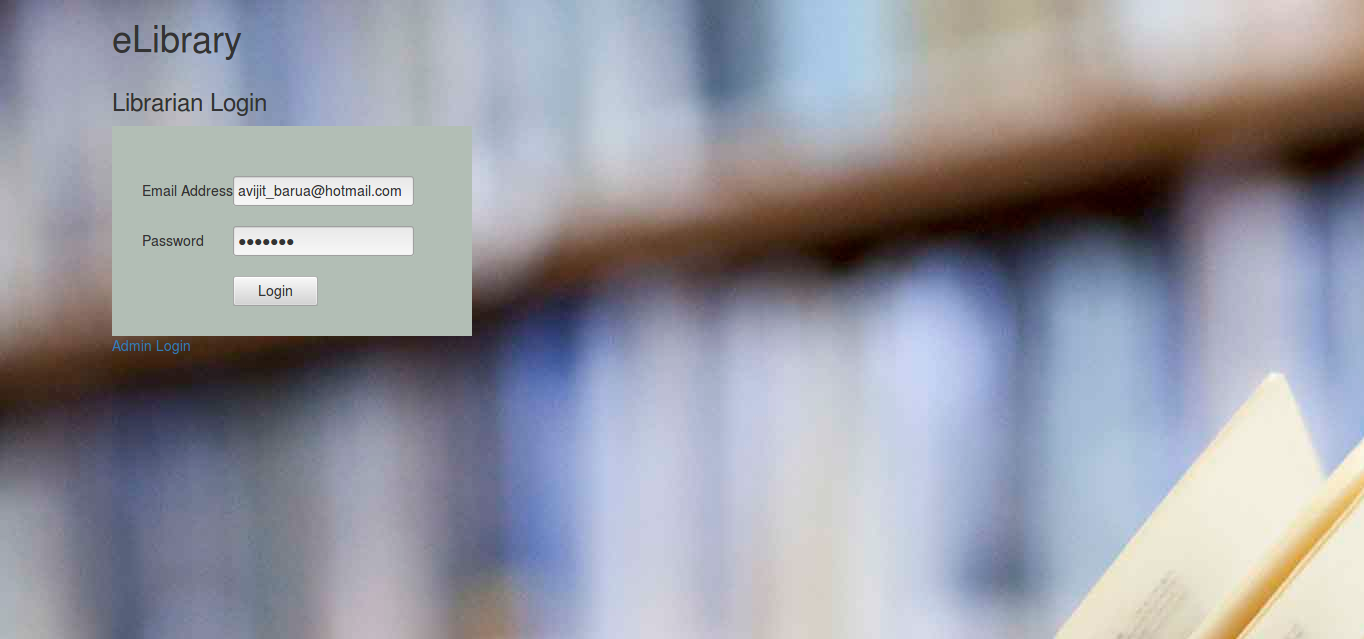 eLibrary
Librarian Login
Email Address avijit_barua@hotmail.com
Password •••••••
Login
Admin Login